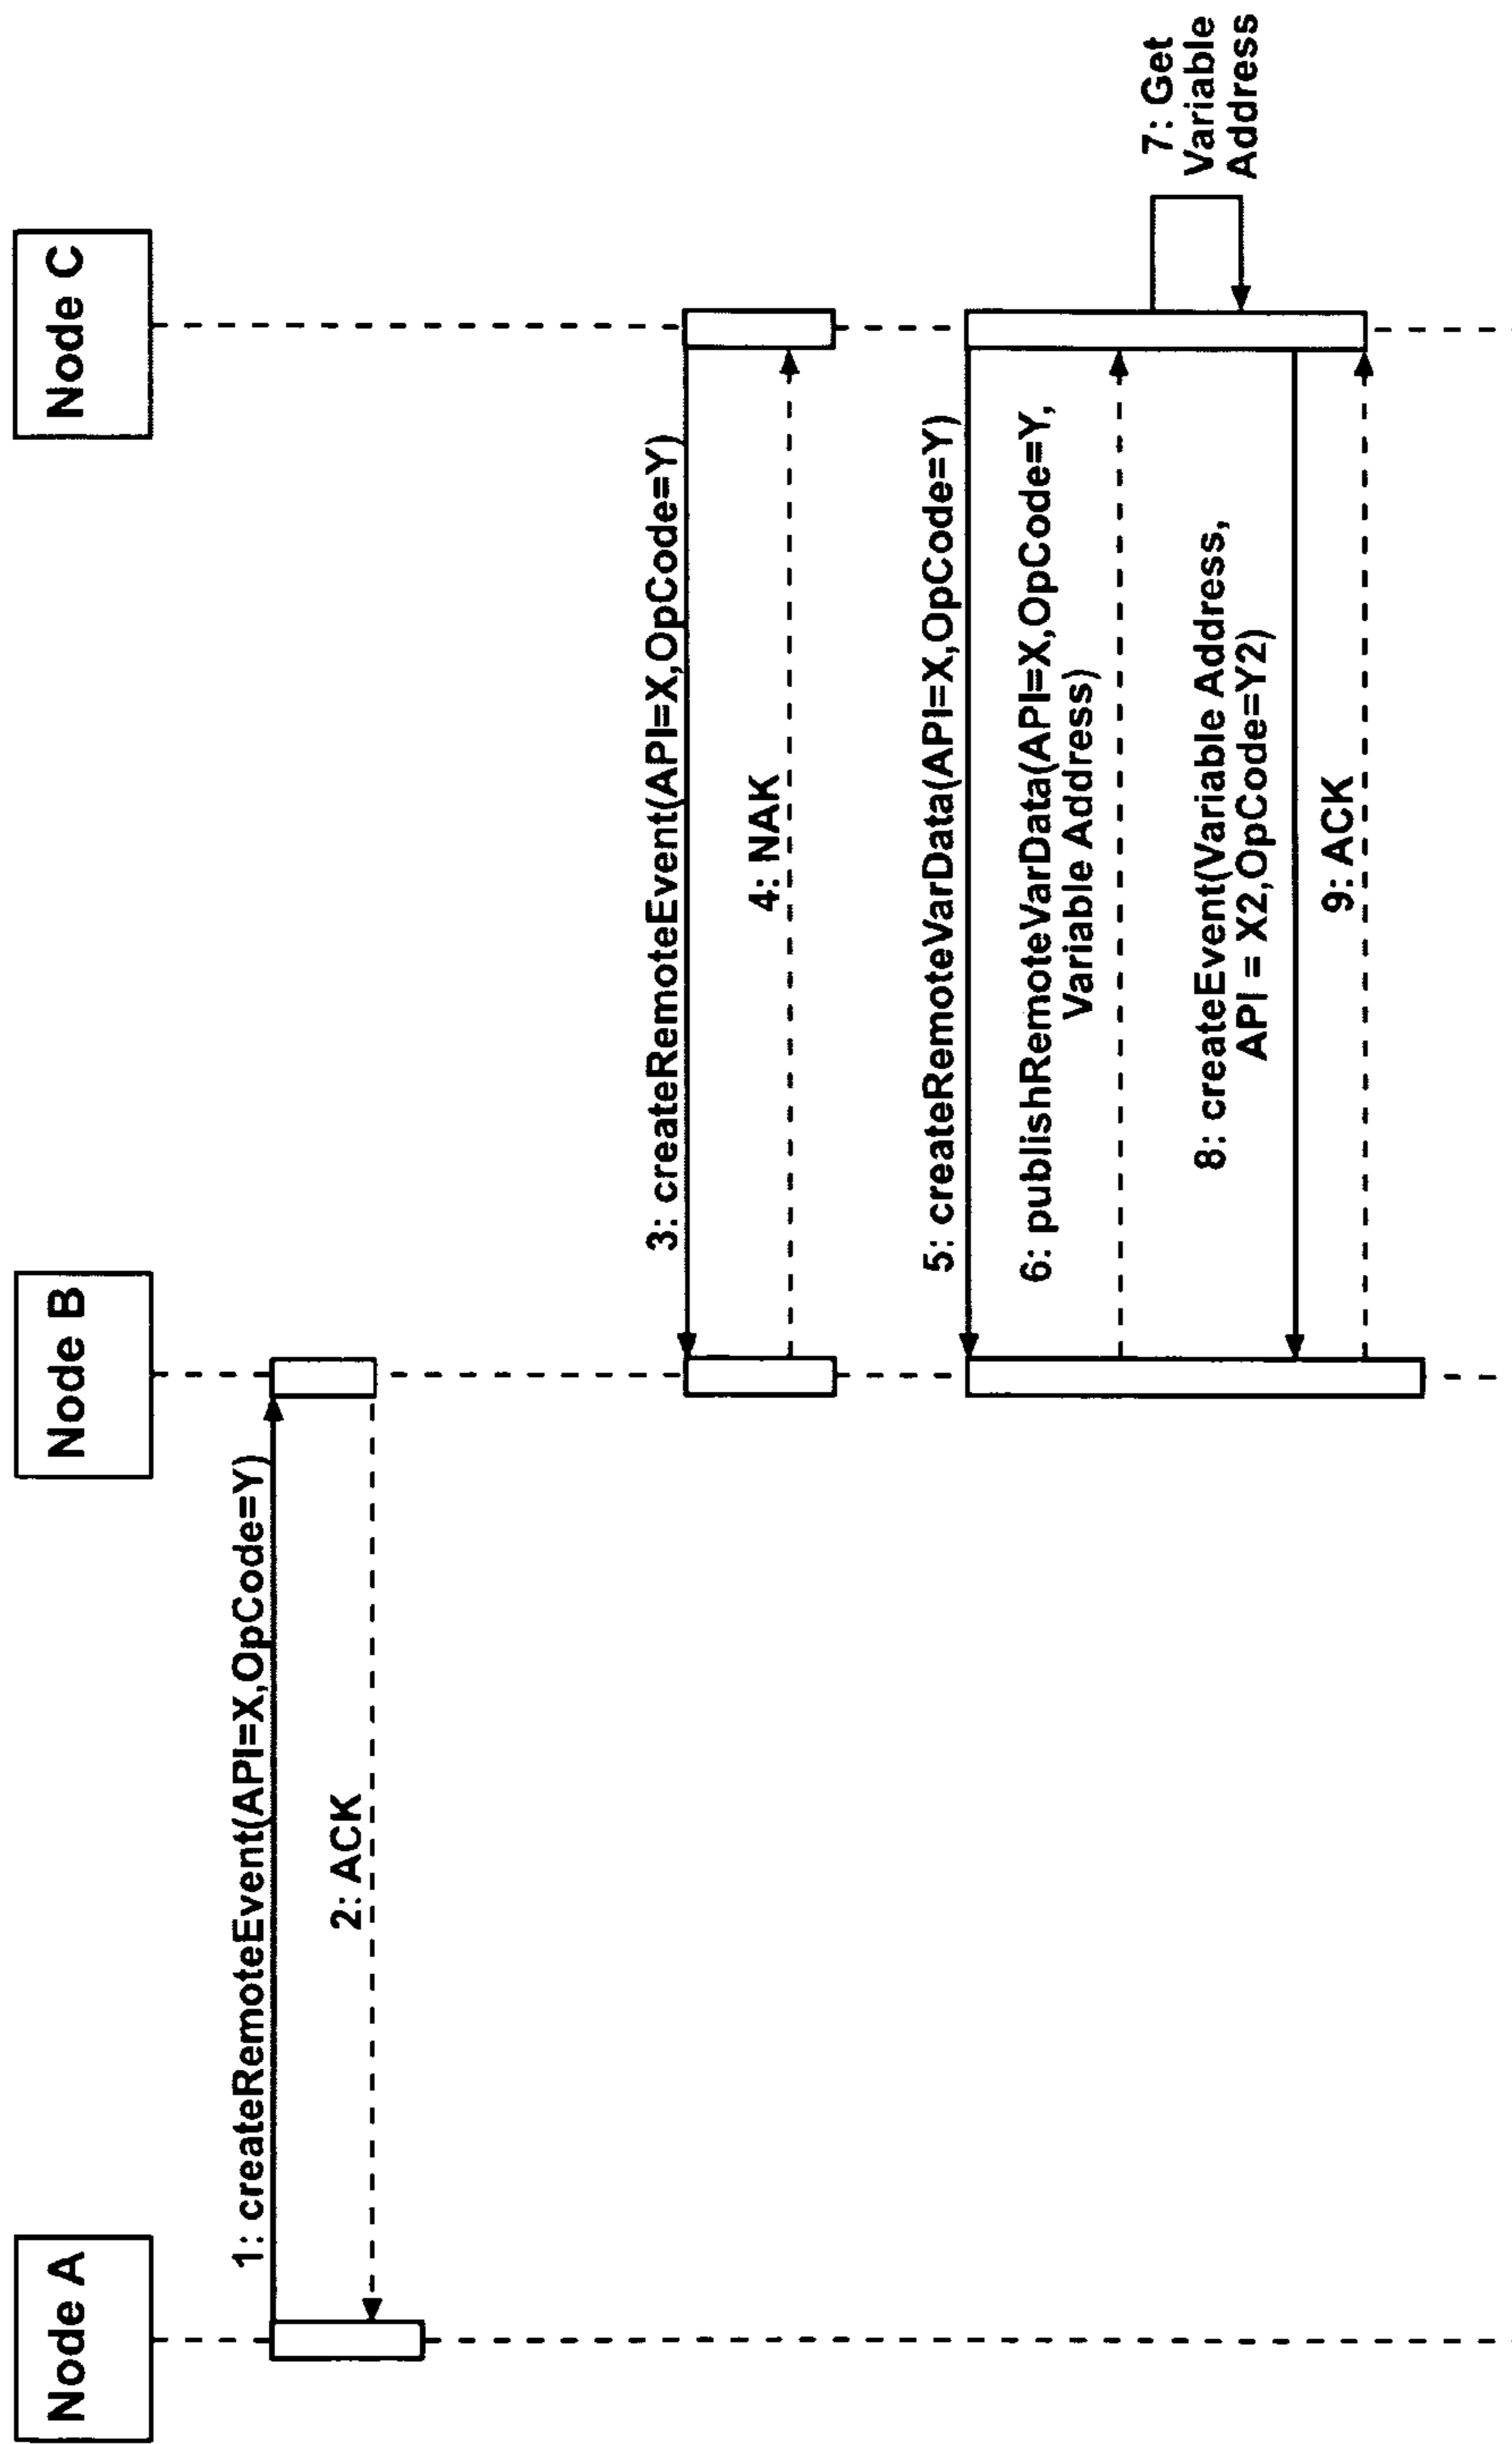 Node A
Node B
Node C
1: createRemoteEvent(API=X,OpCode=Y)
2: ACK
3: createRemoteEvent(API=X,OpCode=Y)
4: NAK
5: createRemoteVarData(API=X,OpCode=Y)
6: publishRemoteVarData(API=X,OpCode=Y,
Variable Address)
7: Get
Variable
Address
8: createEvent(Variable Address,
API = X2,OpCode=Y2)
9: ACK